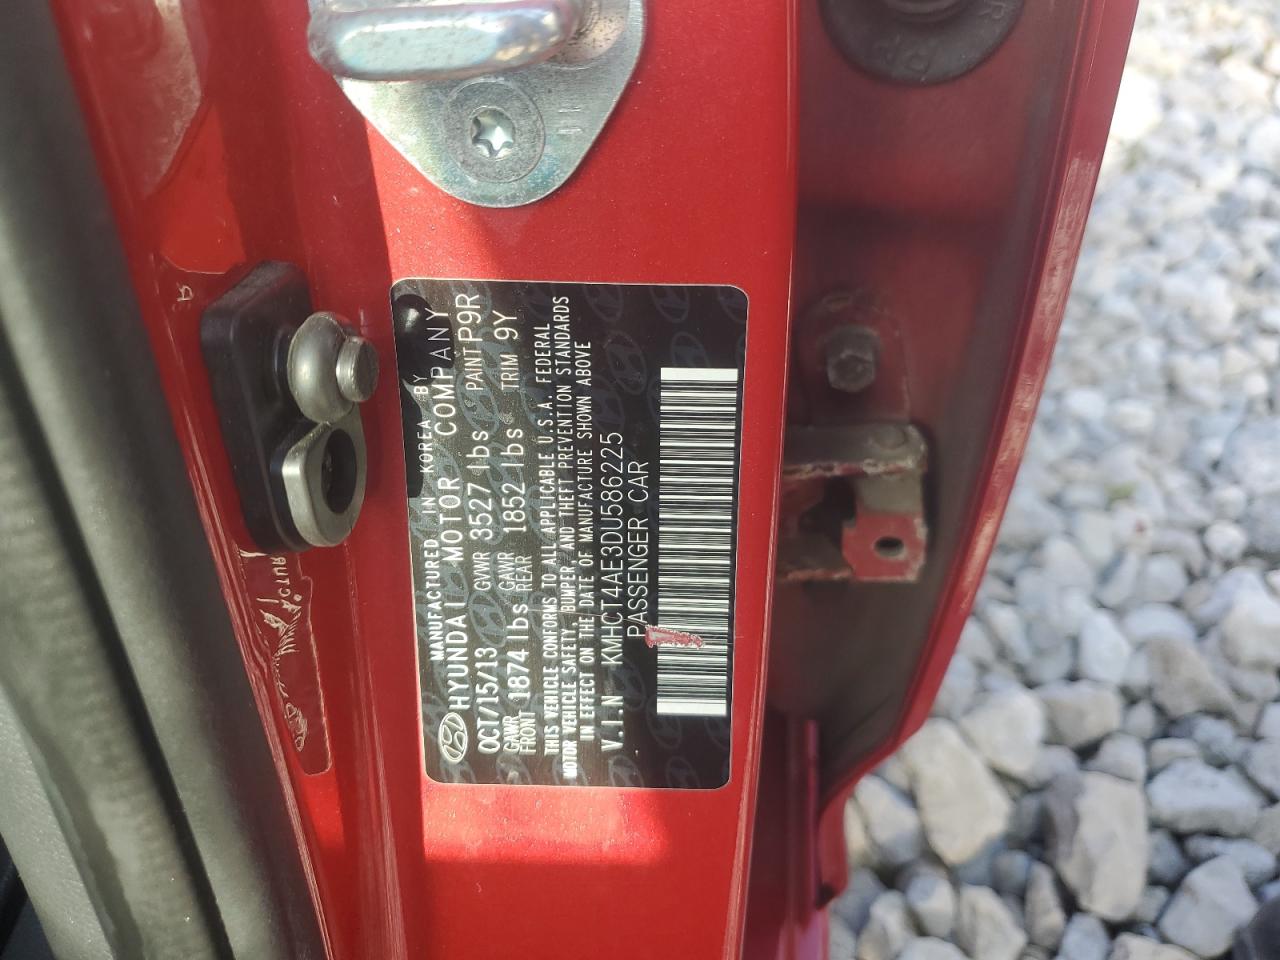 MANUFACTURED IN KOREA BY
HYUNDAI MOTOR COMPANY
OCT/15/13 GVWR 3527 lbs PAINT P9R
GAWR FRONT 1874 lbs GAWR REAR 1852 lbs TRIM 9Y
THIS VEHICLE CONFORMS TO ALL APPLICABLE U.S.A. FEDERAL
MOTOR VEHICLE SAFETY, BUMPER, AND THEFT PREVENTION STANDARDS
IN EFFECT ON THE DATE OF MANUFACTURE SHOWN ABOVE
V.I.N KMHCT4AE3DU586225
PASSENGER CAR